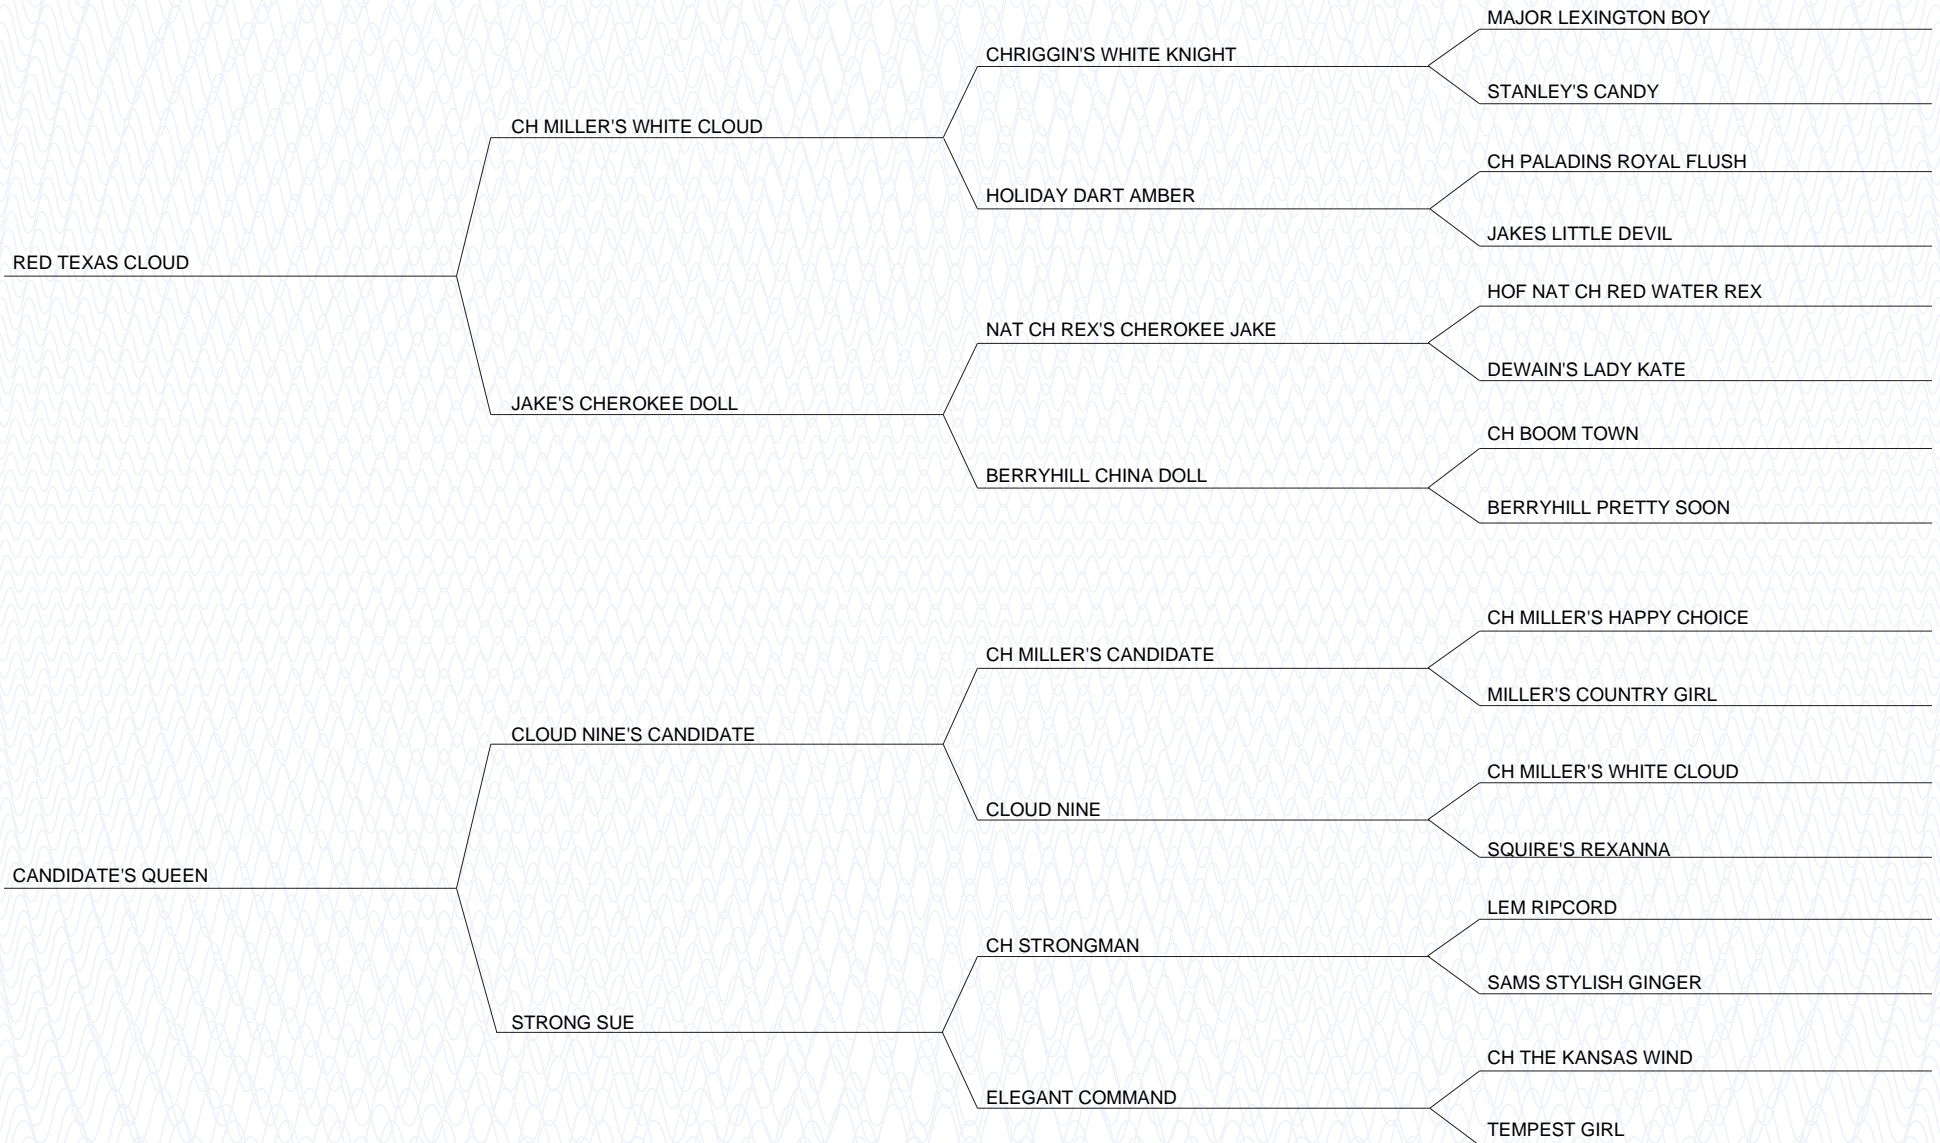 MAJOR LEXINGTON BOY
CHRIGGIN'S WHITE KNIGHT
STANLEY'S CANDY
CH MILLER'S WHITE CLOUD
CH PALADINS ROYAL FLUSH
HOLIDAY DART AMBER
JAKES LITTLE DEVIL
RED TEXAS CLOUD
HOF NAT CH RED WATER REX
NAT CH REX'S CHEROKEE JAKE
DEWAIN'S LADY KATE
JAKE'S CHEROKEE DOLL
CH BOOM TOWN
BERRYHILL CHINA DOLL
BERRYHILL PRETTY SOON
CH MILLER'S HAPPY CHOICE
CH MILLER'S CANDIDATE
MILLER'S COUNTRY GIRL
CLOUD NINE'S CANDIDATE
CH MILLER'S WHITE CLOUD
CLOUD NINE
SQUIRE'S REXANNA
CANDIDATE'S QUEEN
LEM RIPCORD
CH STRONGMAN
SAMS STYLISH GINGER
STRONG SUE
CH THE KANSAS WIND
ELEGANT COMMAND
TEMPEST GIRL